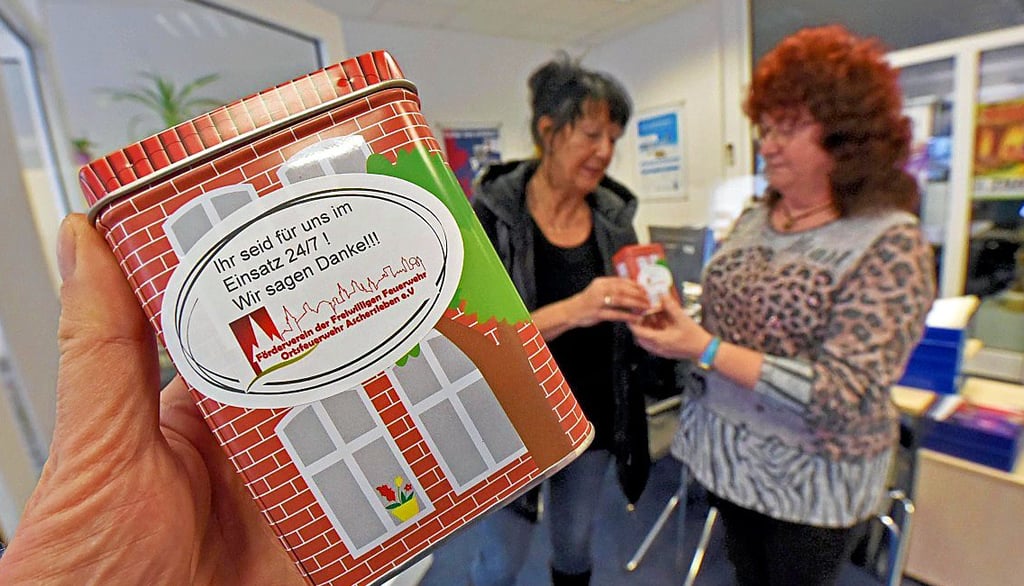 Ihr seid für uns im
Einsatz 24/7 !
Wir sagen Danke!!!
Förderverein der Freiwilligen Feuerwehr
Ortsfeuerwehr Aschersleben e.V